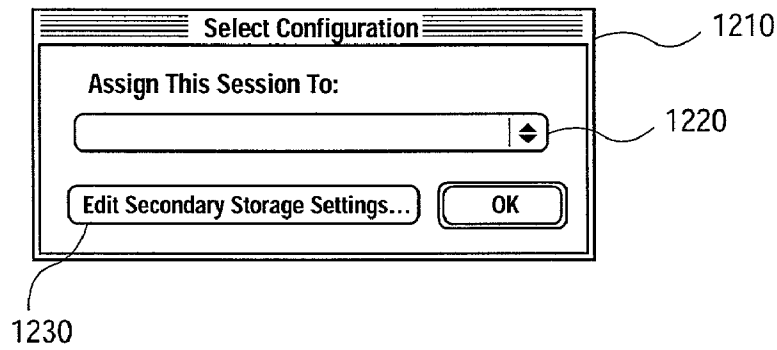 Select Configuration
1210
Assign This Session To:
1220
Edit Secondary Storage Settings...
OK
1230